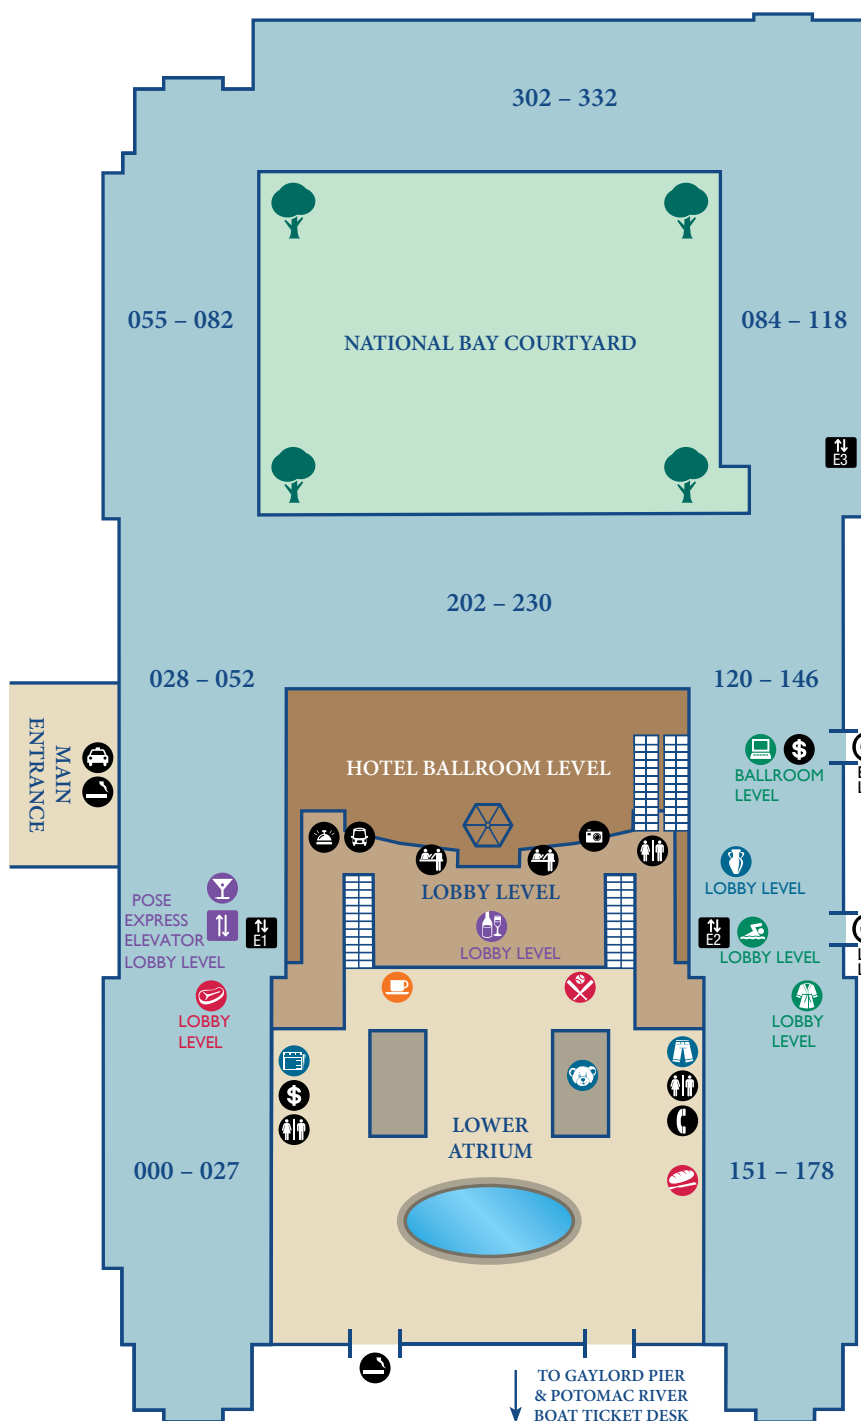 302 – 332
055 – 082
084 – 118
NATIONAL BAY COURTYARD
E3
202 – 230
028 – 052
120 – 146
MAIN
ENTRANCE
HOTEL BALLROOM LEVEL
$
BALLROOM
LEVEL
LOBBY LEVEL
LOBBY LEVEL
POSE
EXPRESS
ELEVATOR
LOBBY LEVEL
E1
LOBBY LEVEL
E2
LOBBY LEVEL
LOBBY
LEVEL
LOBBY
LEVEL
$
LOWER
ATRIUM
000 – 027
151 – 178
TO GAYLORD PIER
& POTOMAC RIVER
BOAT TICKET DESK